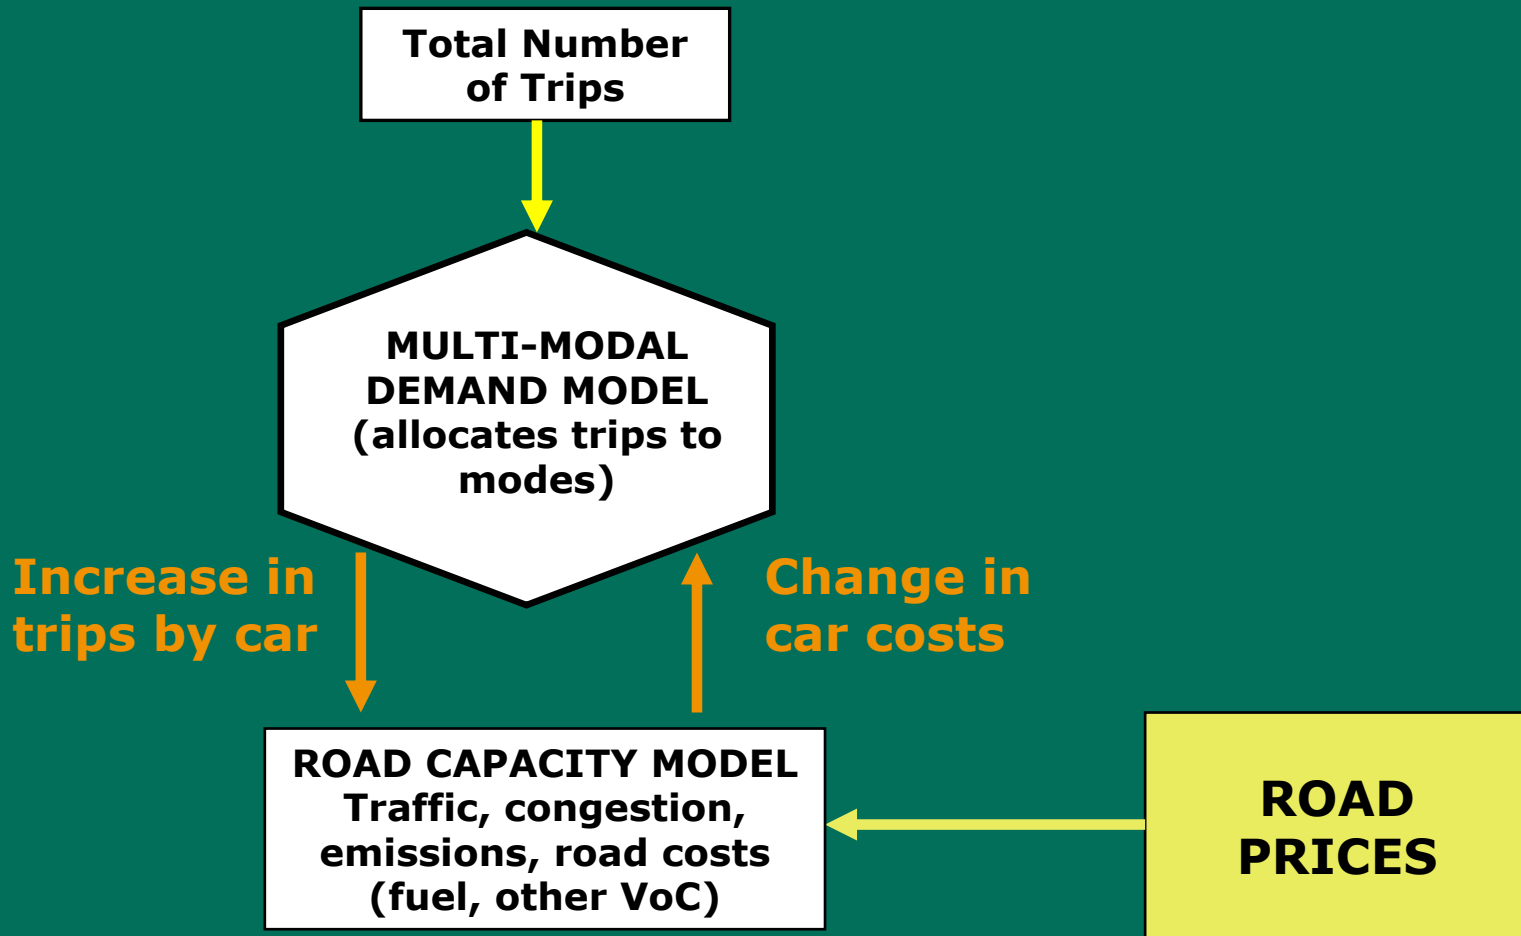 Total Number
of Trips
MULTI-MODAL
DEMAND MODEL
(allocates trips to
modes)
Increase in
trips by car
Change in
car costs
ROAD CAPACITY MODEL
Traffic, congestion,
emissions, road costs
(fuel, other VoC)
ROAD
PRICES